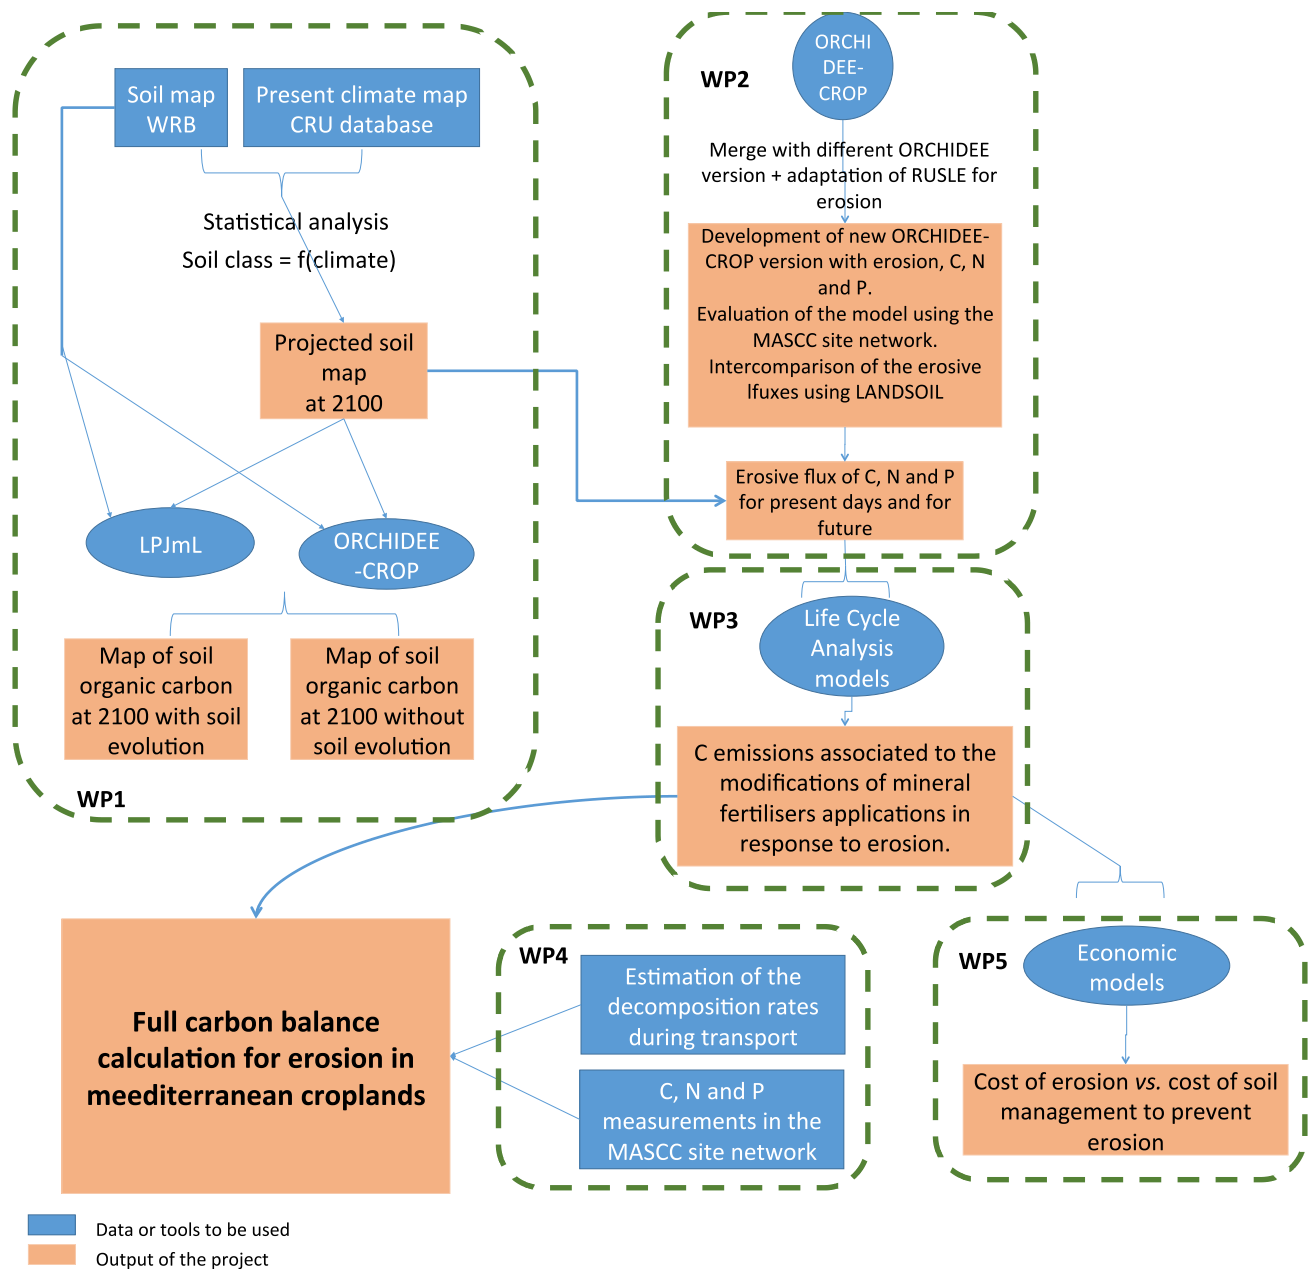 Soil map
WRB
Present climate map
CRU database
Statistical analysis
Soil class = f(climate)
Projected soil
map
at 2100
LPJmL
ORCHIDEE
-CROP
Map of soil
organic carbon
at 2100 with soil
evolution
Map of soil
organic carbon
at 2100 without
soil evolution
WP1
WP2
ORCHI
DEE-
CROP
Merge with different ORCHIDEE
version + adaptation of RUSLE for
erosion
Development of new ORCHIDEE-
CROP version with erosion, C, N
and P.
Evaluation of the model using the
MASCC site network.
Intercomparison of the erosive
lfuxes using LANDSOIL
Erosive flux of C, N and P
for present days and for
future
WP3
Life Cycle
Analysis
models
C emissions associated to the
modifications of mineral
fertilisers applications in
response to erosion.
Full carbon balance
calculation for erosion in
meediterranean croplands
WP4
Estimation of the
decomposition rates
during transport
C, N and P
measurements in the
MASCC site network
WP5
Economic
models
Cost of erosion vs. cost of soil
management to prevent
erosion
Data or tools to be used
Output of the project